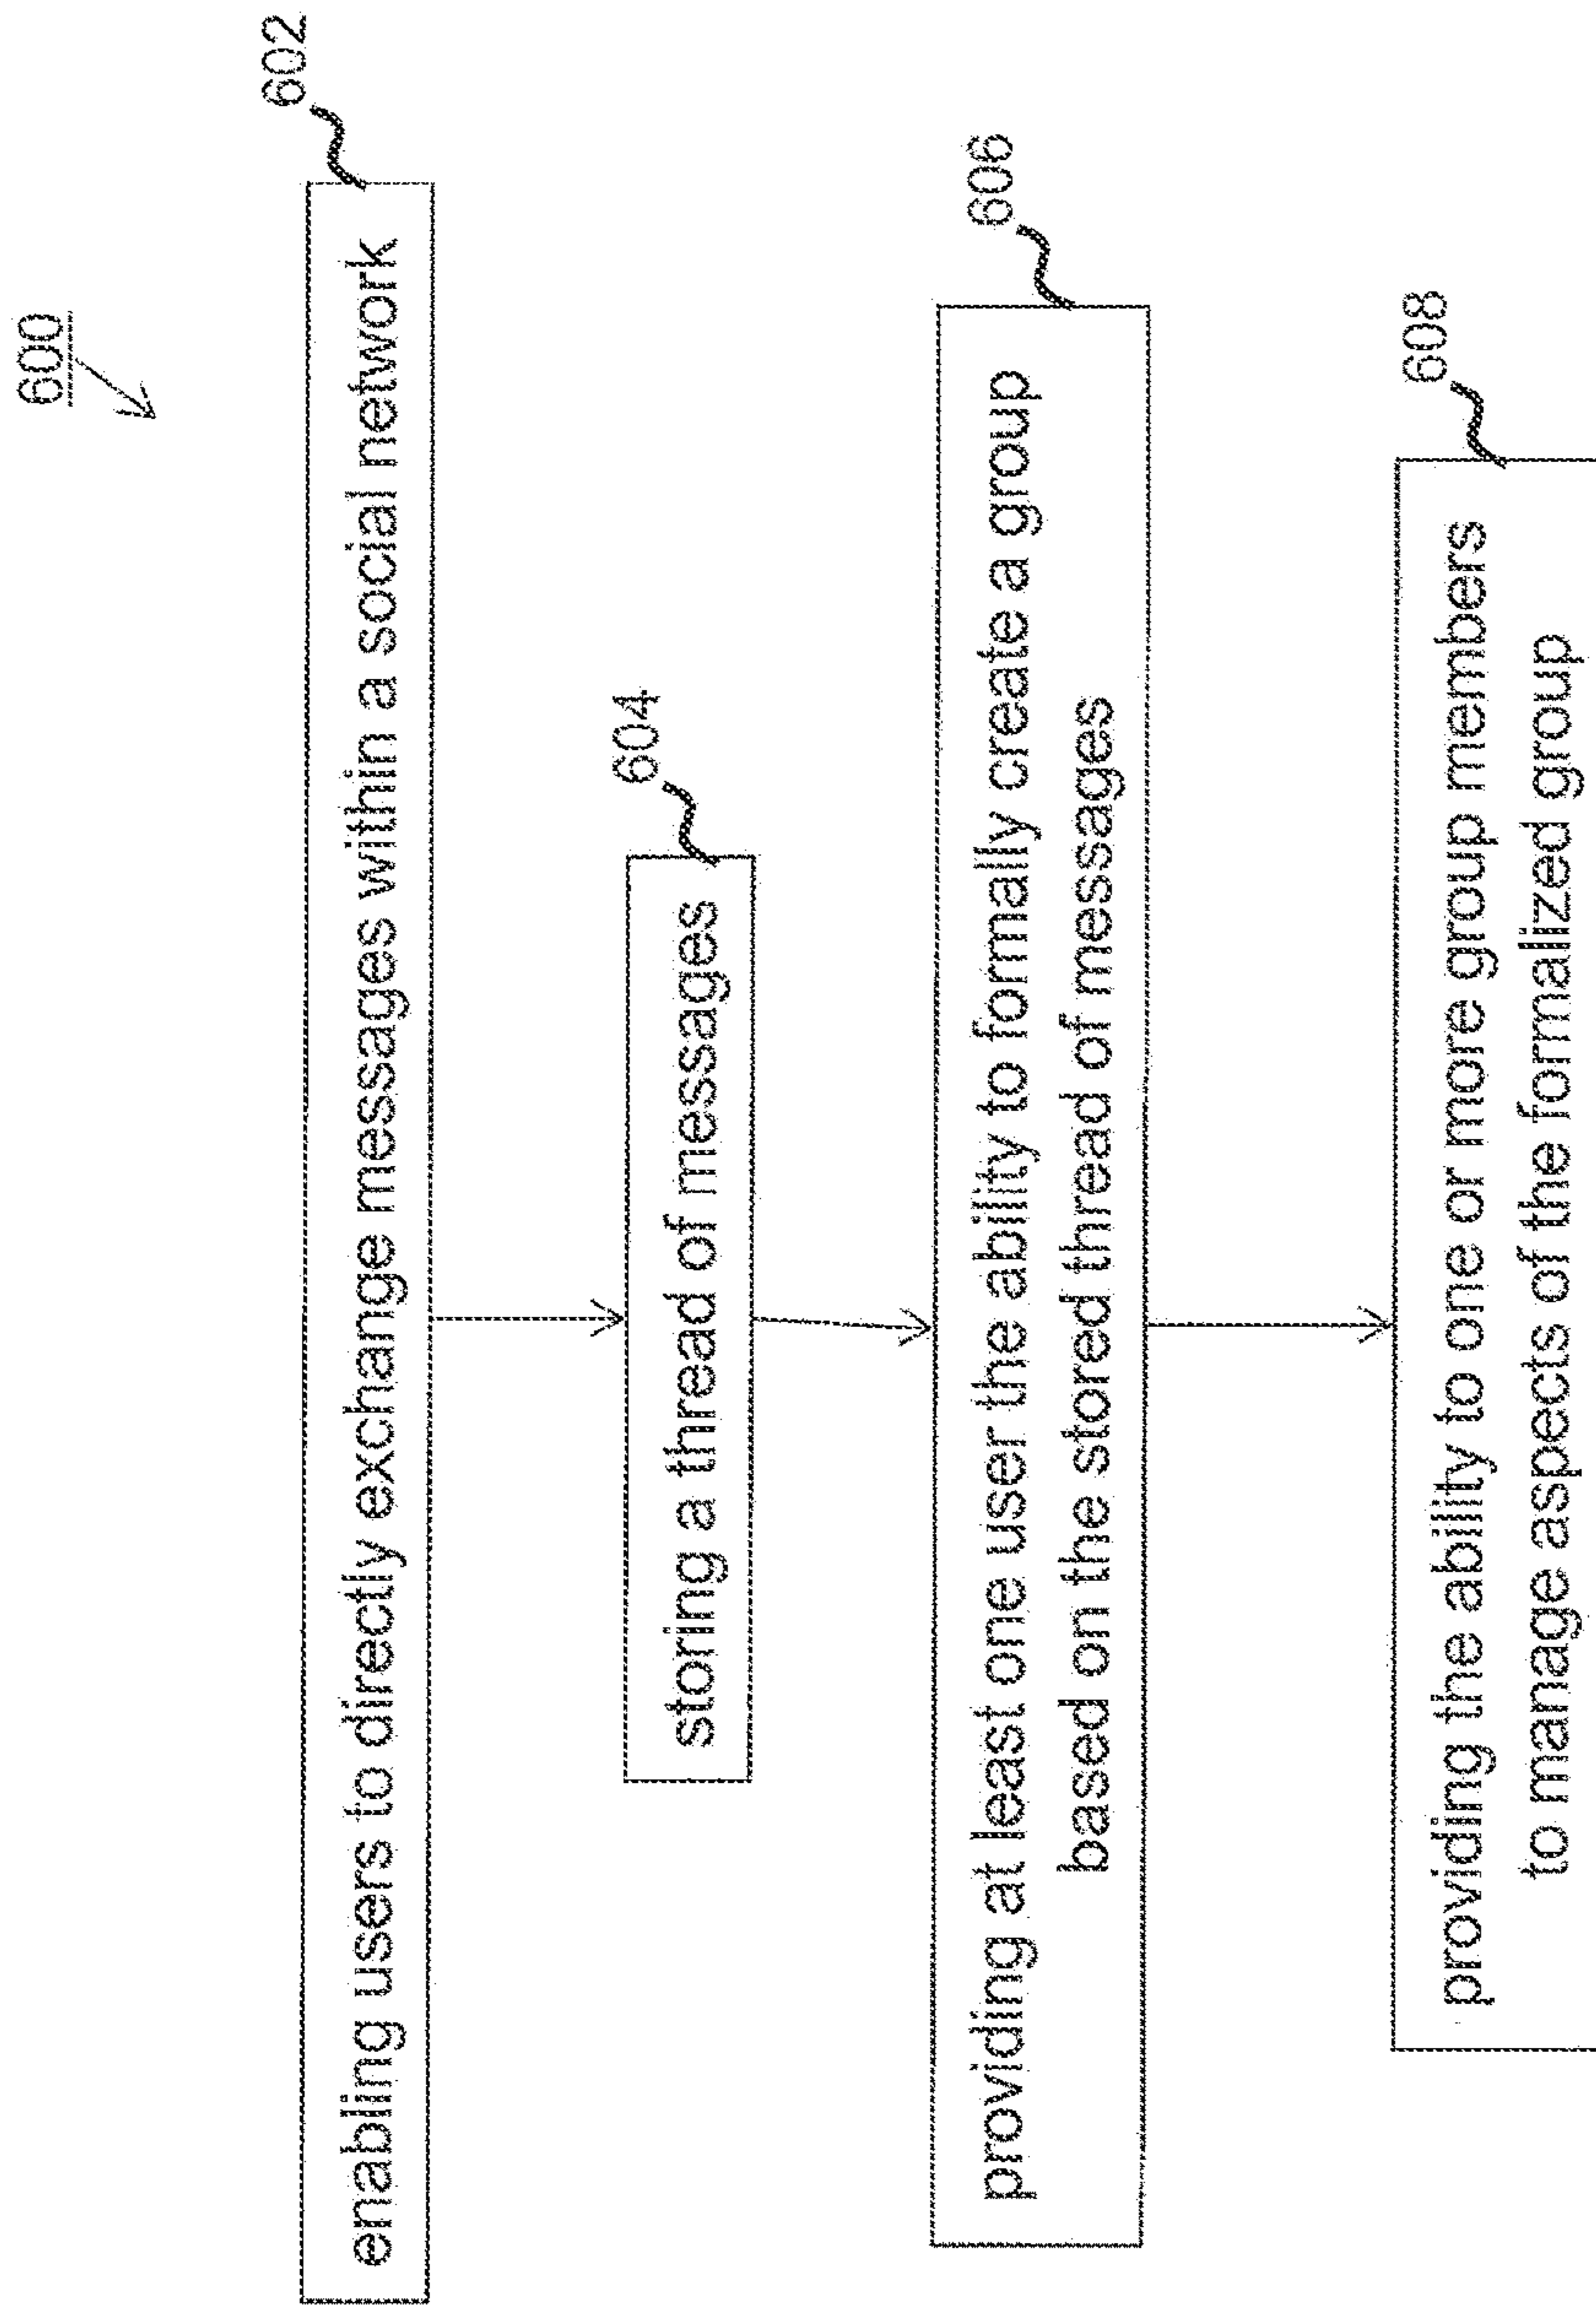 600
602
enabling users to directly exchange messages within a social network
604
storing a thread of messages
606
providing at least one user the ability to formally create a group
based on the stored thread of messages
608
providing the ability to one or more group members
to manage aspects of the formalized group